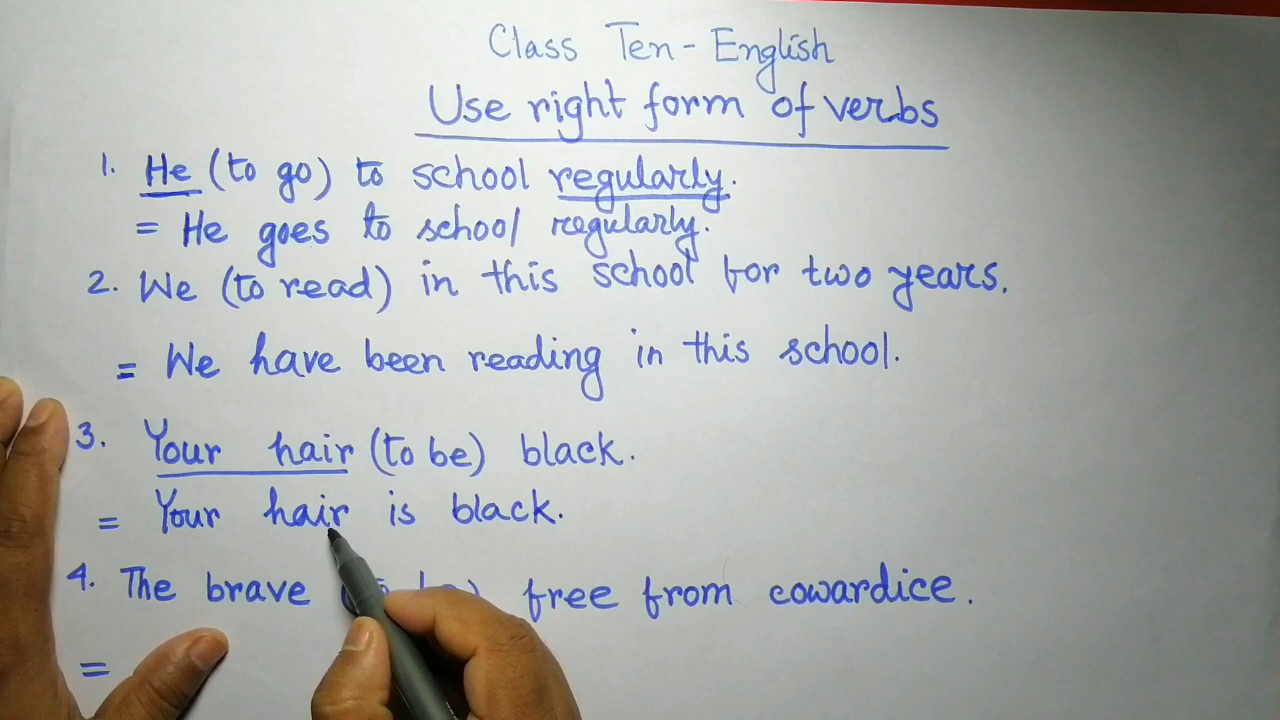 Class Ten - English
Use right form of verbs
1. He (to go) to school regularly.
= He goes to school regularly.
2. We (to read) in this school for two years.
= We have been reading in this school.
3. Your hair (to be) black.
= Your hair is black.
4. The brave free from cowardice.
=